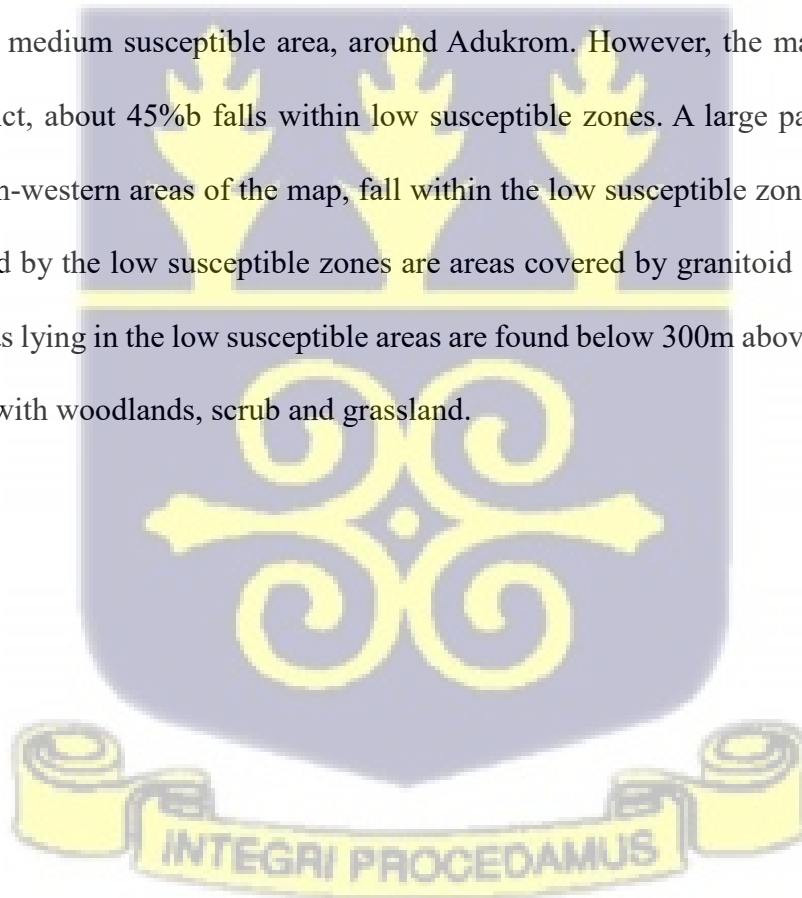 medium susceptible area, around Adukrom. However, the ma
ct, about 45%b falls within low susceptible zones. A large pa
-western areas of the map, fall within the low susceptible zon
d by the low susceptible zones are areas covered by granitoid
s lying in the low susceptible areas are found below 300m abov
with woodlands, scrub and grassland.
INTEGRI PROCEDAMUS